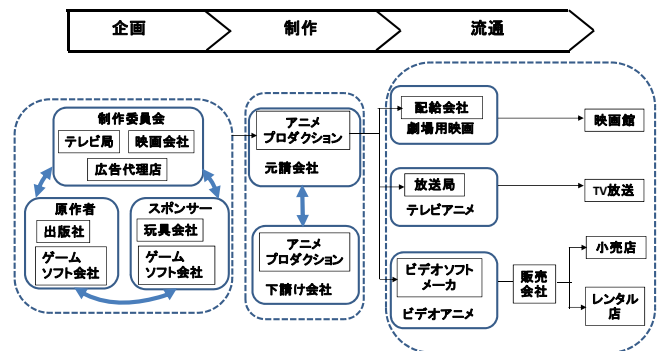 企画
制作
流通
制作委員会
テレビ局
映画会社
広告代理店
原作者
出版社
ゲーム
ソフト会社
スポンサー
玩具会社
ゲーム
ソフト会社
アニメ
プロダクション
元請会社
アニメ
プロダクション
下請け会社
配給会社
劇場用映画
映画館
放送局
テレビアニメ
TV放送
ビデオソフト
メーカ
ビデオアニメ
販売
会社
小売店
レンタル
店